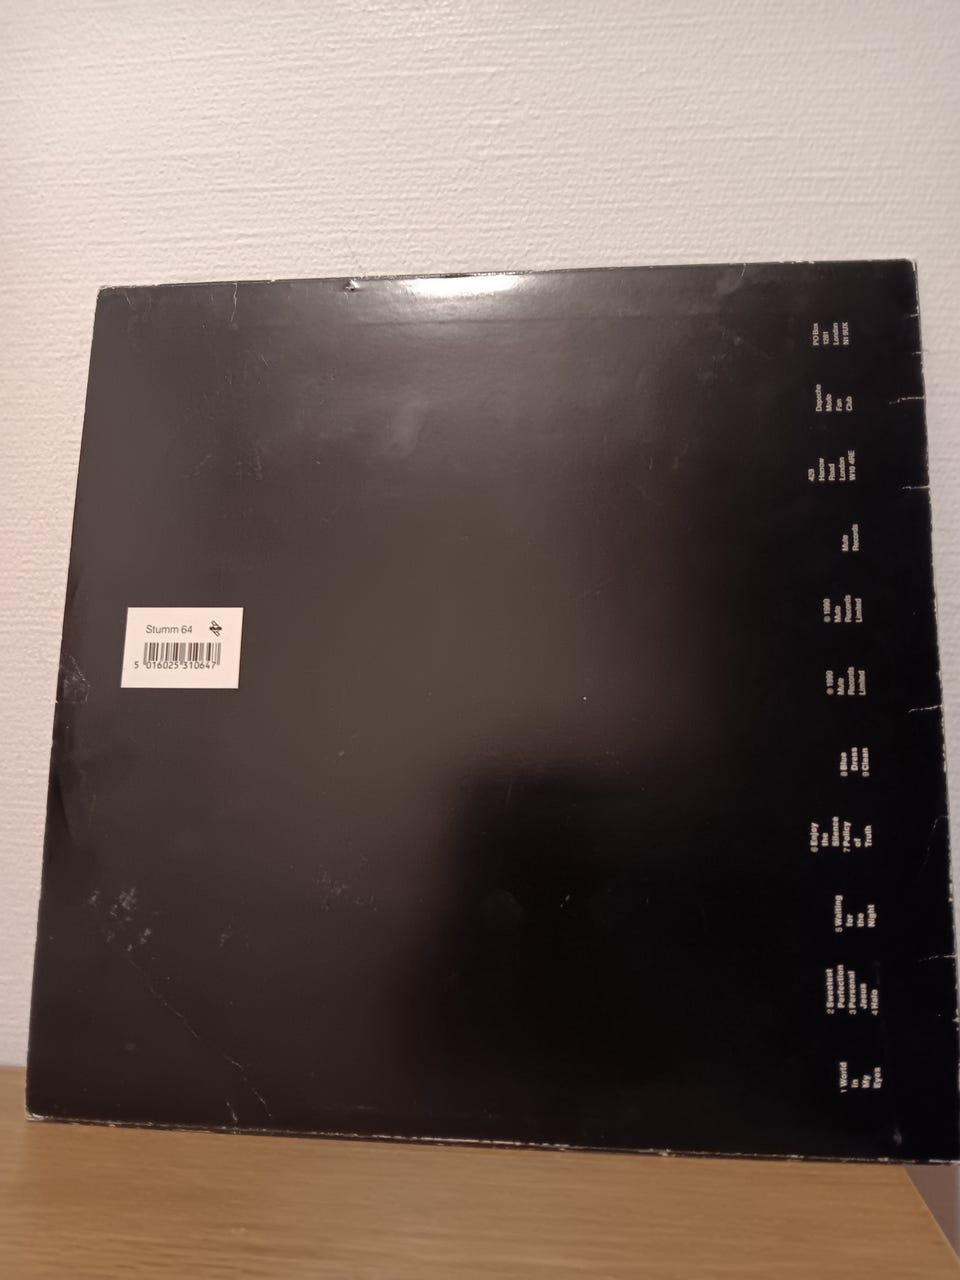 Stumm 64
5 016025 310647
1 World
In
My
Eyes
2 Sweetest
Perfection
3 Personal
Jesus
4 Halo
5 Waiting
for
the
Night
6 Enjoy
the
Silence
7 Policy
of
Truth
8 Blue
Dress
9 Clean
℗ 1990
Mute
Records
Limited
© 1990
Mute
Records
Limited
Mute
Records
429
Harrow
Road
London
W10 4RE
Depeche
Mode
Fan
Club
PO Box
1281
London
N1 9UX